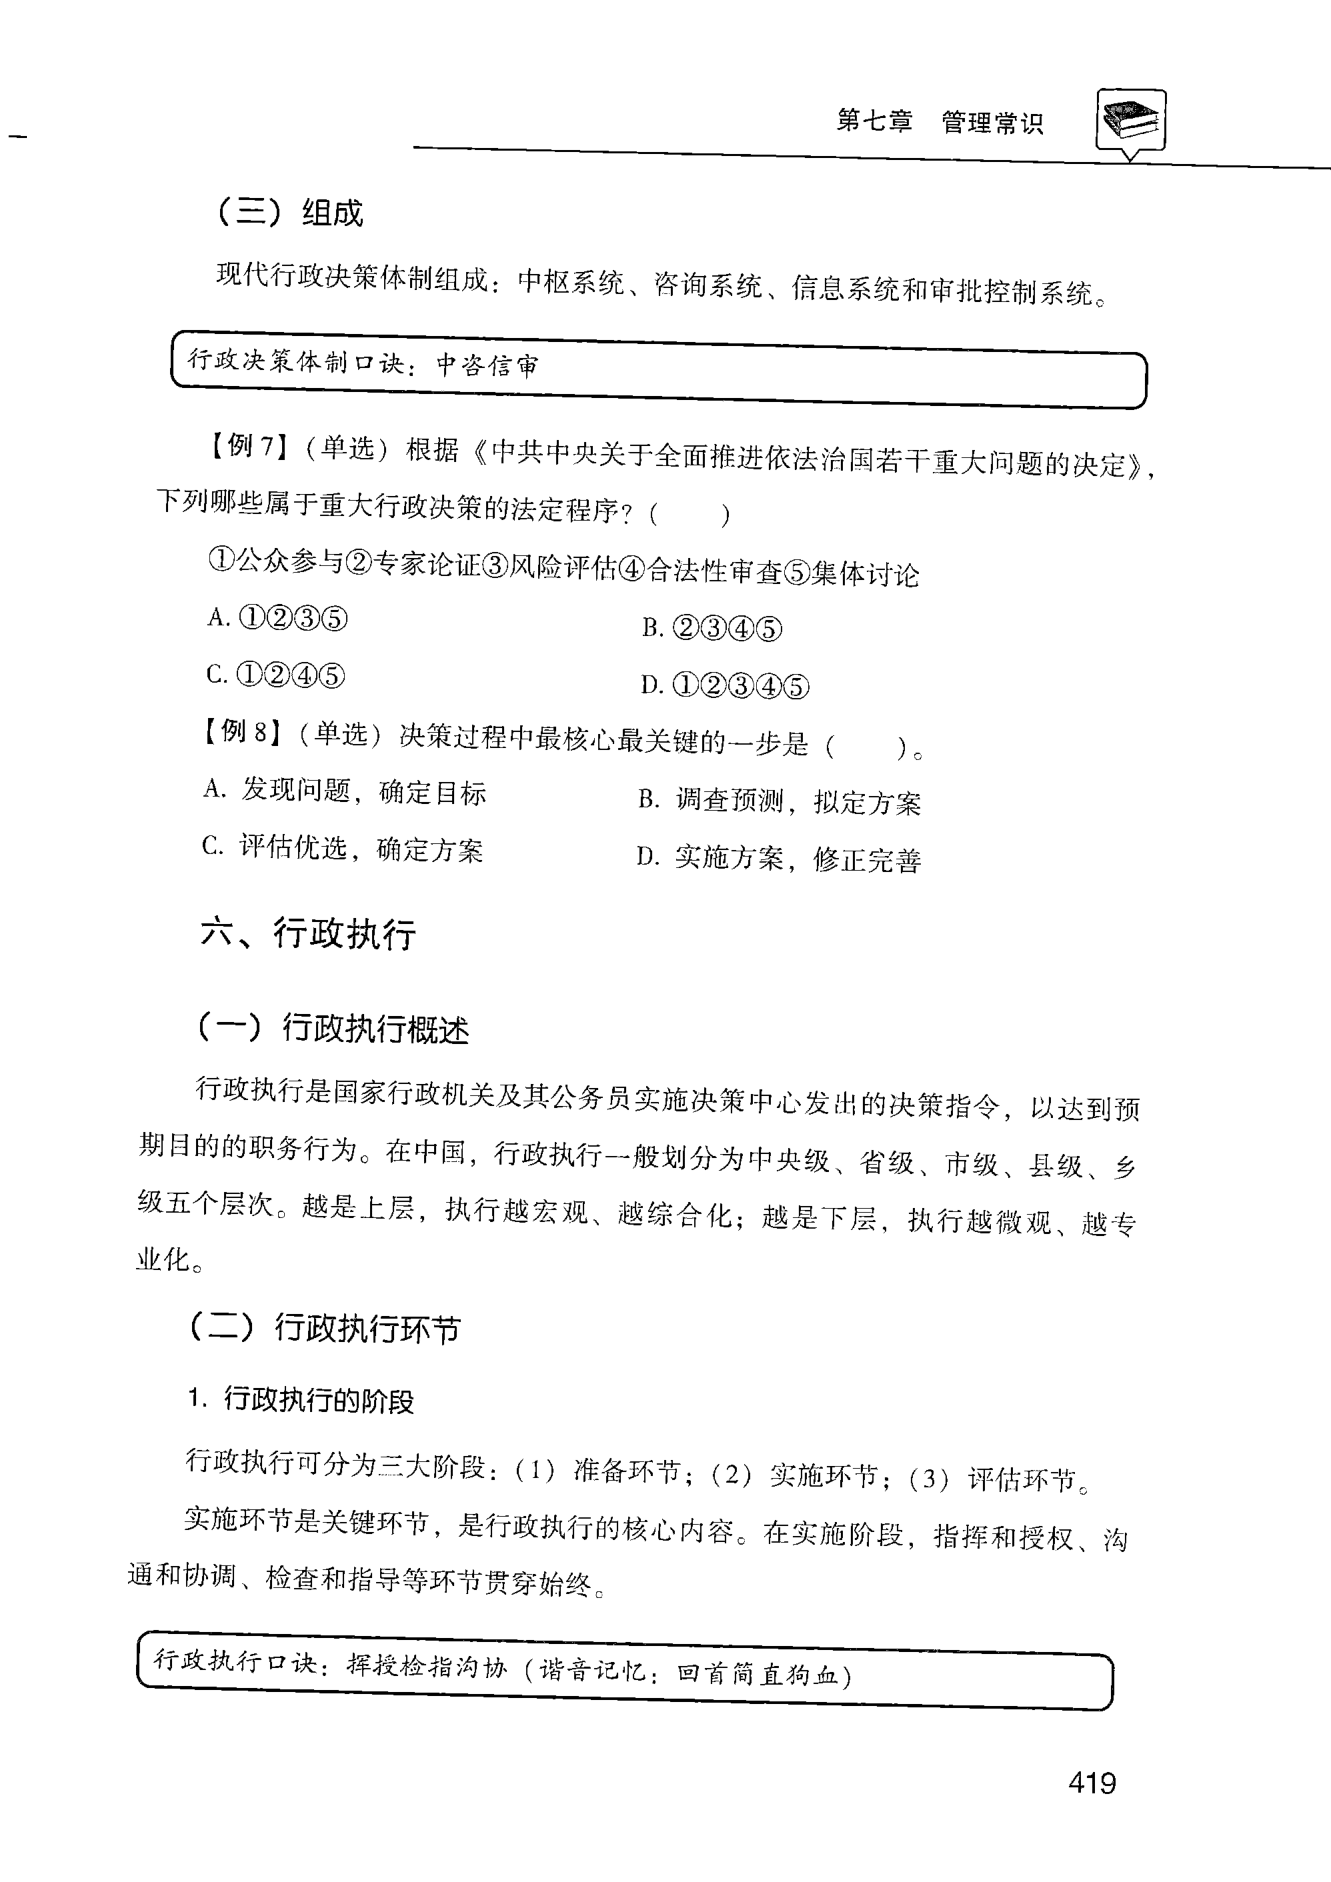 第七章 管理常识
（三）组成
现代行政决策体制组成：中枢系统、咨询系统、信息系统和审批控制系统。
行政决策体制口诀：中咨信审
【例 7】（单选）根据《中共中央关于全面推进依法治国若干重大问题的决定》，
下列哪些属于重大行政决策的法定程序？（ ）
①公众参与②专家论证③风险评估④合法性审查⑤集体讨论
A. ①②③⑤ B. ②③④⑤
C. ①②④⑤ D. ①②③④⑤
【例 8】（单选）决策过程中最核心最关键的一步是（ ）。
A. 发现问题，确定目标 B. 调查预测，拟定方案
C. 评估优选，确定方案 D. 实施方案，修正完善
六、行政执行
（一）行政执行概述
行政执行是国家行政机关及其公务员实施决策中心发出的决策指令，以达到预
期目的的职务行为。在中国，行政执行一般划分为中央级、省级、市级、县级、乡
级五个层次。越是上层，执行越宏观、越综合化；越是下层，执行越微观、越专
业化。
（二）行政执行环节
1. 行政执行的阶段
行政执行可分为三大阶段：（1）准备环节；（2）实施环节；（3）评估环节。
实施环节是关键环节，是行政执行的核心内容。在实施阶段，指挥和授权、沟
通和协调、检查和指导等环节贯穿始终。
行政执行口诀：挥授检指沟协（谐音记忆：回首简直狗血）
419